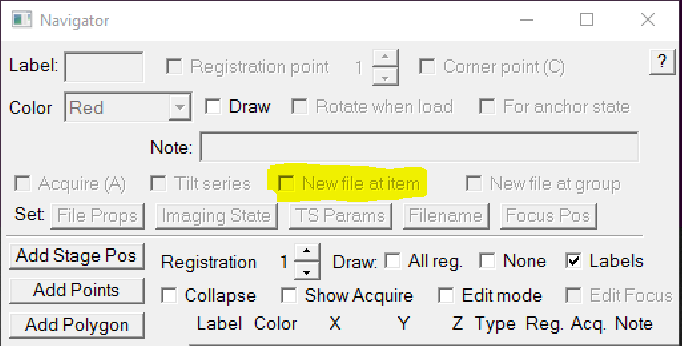 Navigator
Label: Registration point 1 Corner point (C) ?
Color Red Draw Rotate when load For anchor state
Note:
Acquire (A) Tilt series New file at item New file at group
Set: File Props Imaging State TS Params Filename Focus Pos
Add Stage Pos Registration 1 Draw: All reg. None Labels
Add Points Collapse Show Acquire Edit mode Edit Focus
Add Polygon Label Color X Y Z Type Reg. Acq. Note